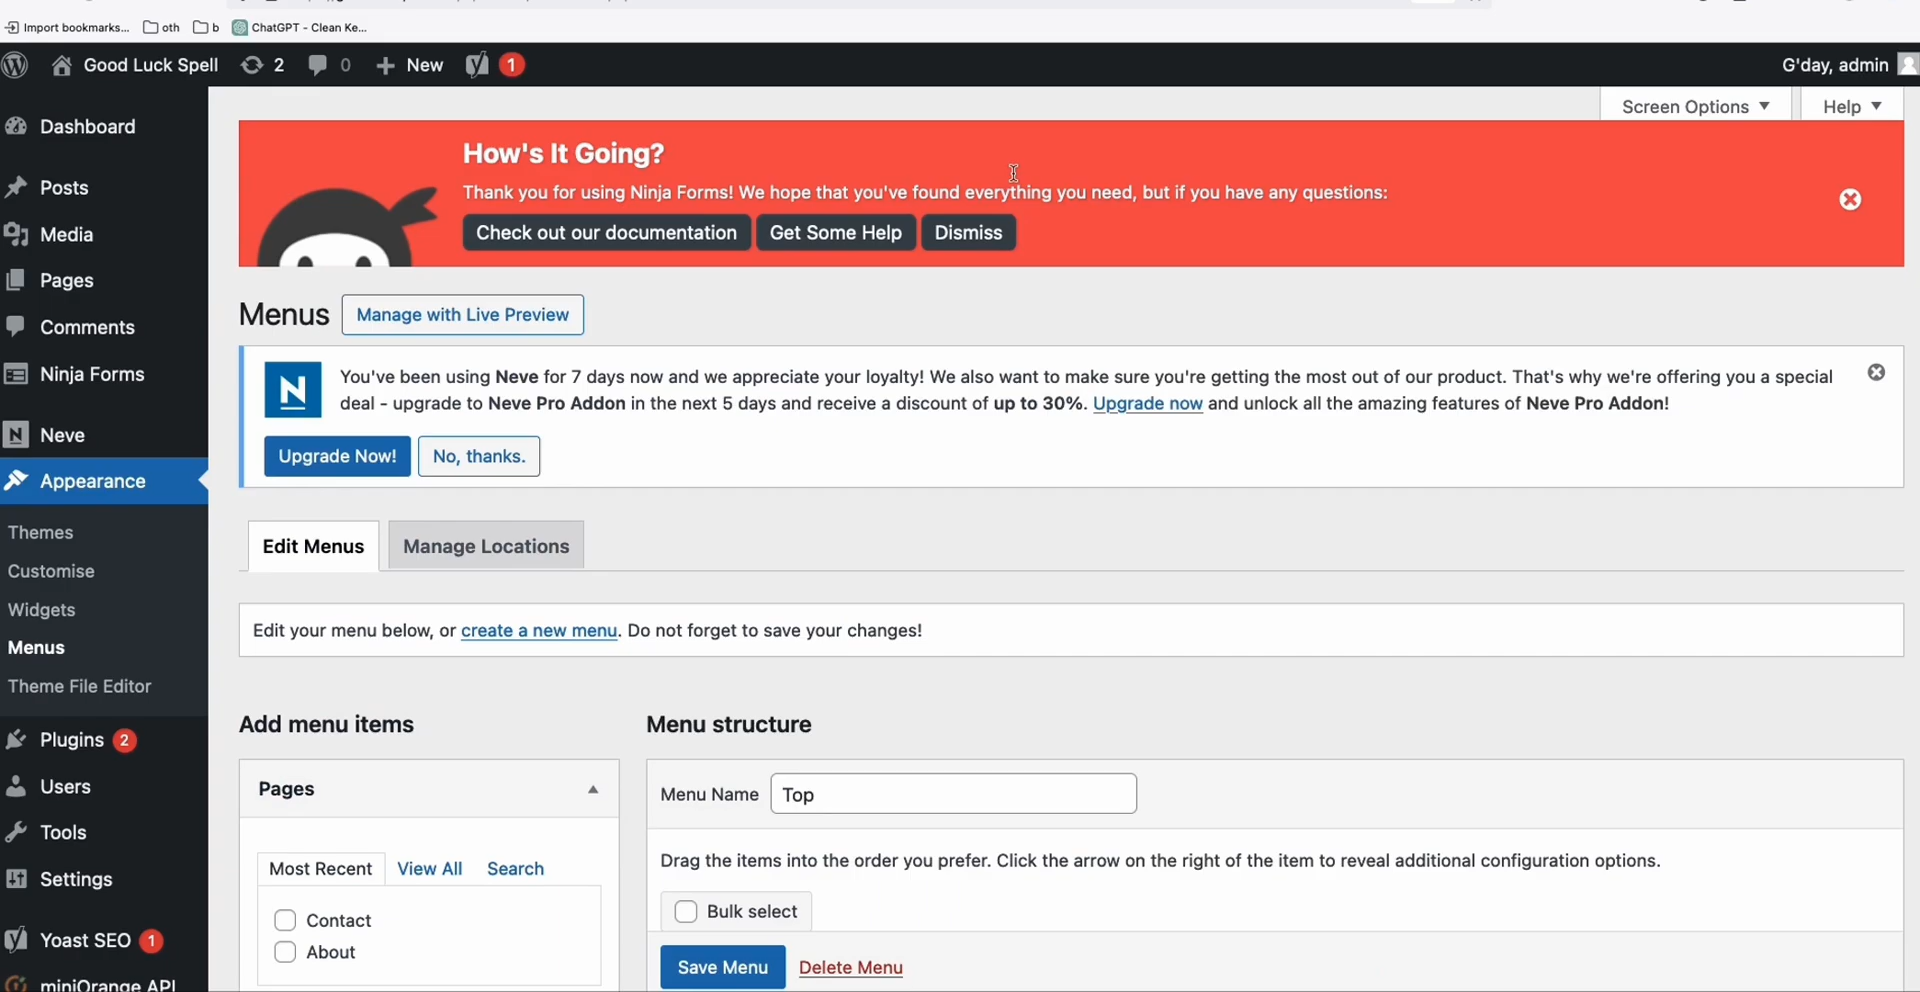 Import bookmarks...
oth
b
ChatGPT - Clean Ke...
Good Luck Spell
2
0
New
1
G'day, admin
Screen Options
Help
Dashboard
Posts
Media
Pages
Comments
Ninja Forms
Neve
Appearance
Themes
Customise
Widgets
Menus
Theme File Editor
Plugins 2
Users
Tools
Settings
Yoast SEO 1
miniOrange API
How's It Going?
Thank you for using Ninja Forms! We hope that you've found everything you need, but if you have any questions:
Check out our documentation
Get Some Help
Dismiss
Menus
Manage with Live Preview
N
You've been using Neve for 7 days now and we appreciate your loyalty! We also want to make sure you're getting the most out of our product. That's why we're offering you a special
deal - upgrade to Neve Pro Addon in the next 5 days and receive a discount of up to 30%. Upgrade now and unlock all the amazing features of Neve Pro Addon!
Upgrade Now!
No, thanks.
Edit Menus
Manage Locations
Edit your menu below, or create a new menu. Do not forget to save your changes!
Add menu items
Pages
Most Recent
View All
Search
Contact
About
Menu structure
Menu Name
Top
Drag the items into the order you prefer. Click the arrow on the right of the item to reveal additional configuration options.
Bulk select
Save Menu
Delete Menu